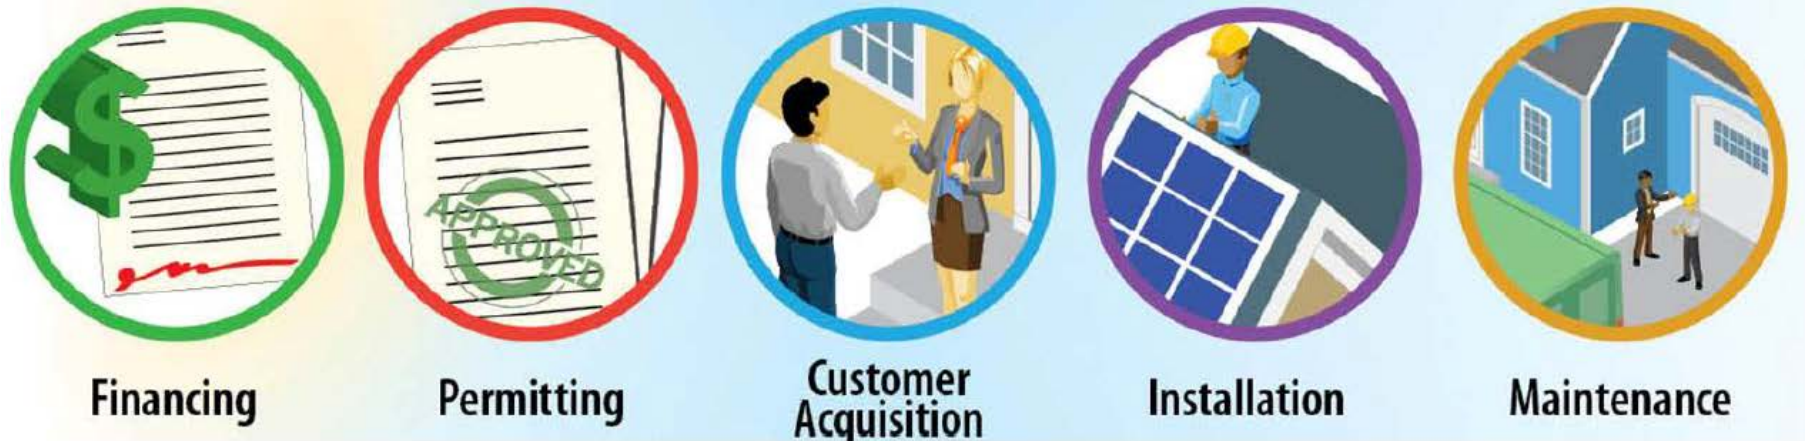 APPROVED
Financing
Permitting
Customer
Acquisition
Installation
Maintenance